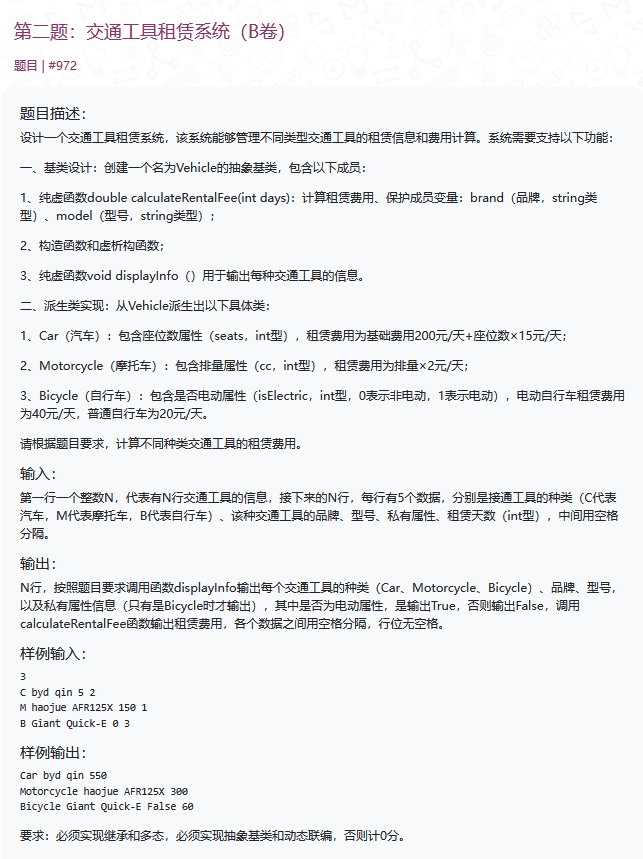 第二题：交通工具租赁系统（B卷）
题目 | #972
题目描述：
设计一个交通工具租赁系统，该系统能够管理不同类型交通工具的租赁信息和费用计算。系统需要支持以下功能：
一、基类设计：创建一个名为Vehicle的抽象基类，包含以下成员：
1、纯虚函数double calculateRentalFee(int days)：计算租赁费用、保护成员变量：brand（品牌，string类
型）、model（型号，string类型）；
2、构造函数和虚析构函数；
3、纯虚函数void displayInfo（）用于输出每种交通工具的信息。
二、派生类实现：从Vehicle派生出以下具体类：
1、Car（汽车）：包含座位数属性（seats，int型），租赁费用为基础费用200元/天+座位数×15元/天；
2、Motorcycle（摩托车）：包含排量属性（cc，int型），租赁费用为排量×2元/天；
3、Bicycle（自行车）：包含是否电动属性（isElectric，int型，0表示非电动，1表示电动），电动自行车租赁费用
为40元/天，普通自行车为20元/天。
请根据题目要求，计算不同种类交通工具的租赁费用。
输入：
第一行一个整数N，代表有N行交通工具的信息，接下来的N行，每行有5个数据，分别是接通工具的种类（C代表
汽车，M代表摩托车，B代表自行车）、该种交通工具的品牌、型号、私有属性、租赁天数（int型），中间用空格
分隔。
输出：
N行，按照题目要求调用函数displayInfo输出每个交通工具的种类（Car、Motorcycle、Bicycle）、品牌、型号，
以及私有属性信息（只有是Bicycle时才输出），其中是否为电动属性，是输出True，否则输出False，调用
calculateRentalFee函数输出租赁费用，各个数据之间用空格分隔，行位无空格。
样例输入：
3
C byd qin 5 2
M haojue AFR125X 150 1
B Giant Quick-E 0 3
样例输出：
Car byd qin 550
Motorcycle haojue AFR125X 300
Bicycle Giant Quick-E False 60
要求：必须实现继承和多态，必须实现抽象基类和动态联编，否则计0分。